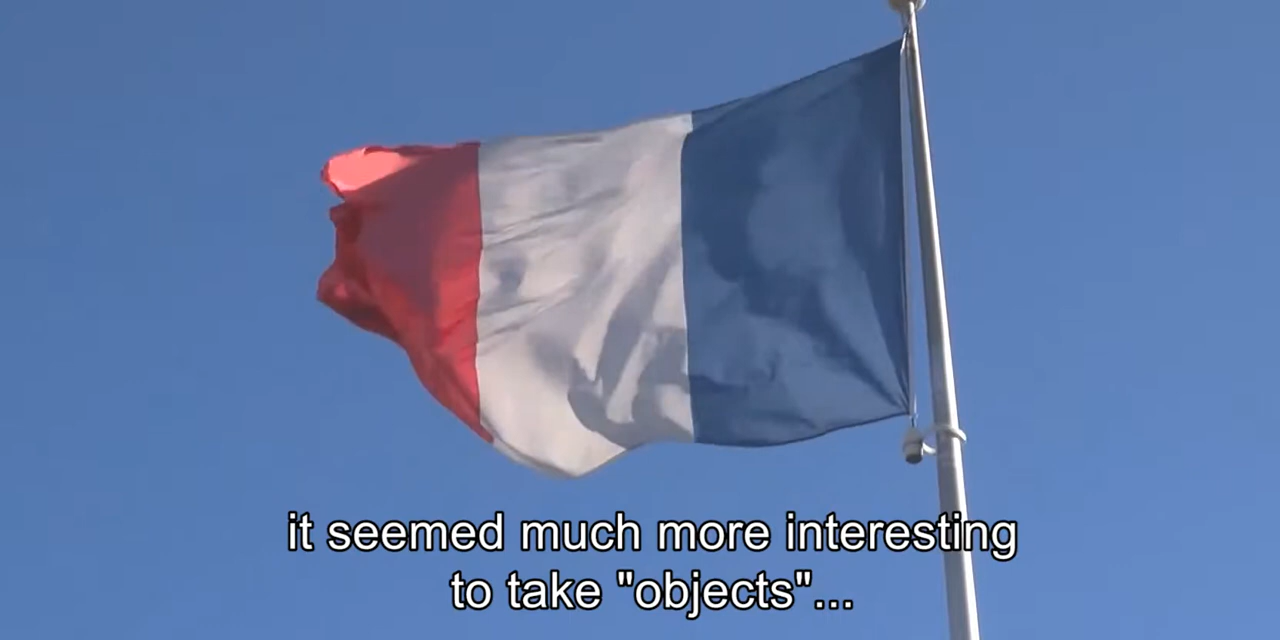 it seemed much more interesting
to take "objects"...